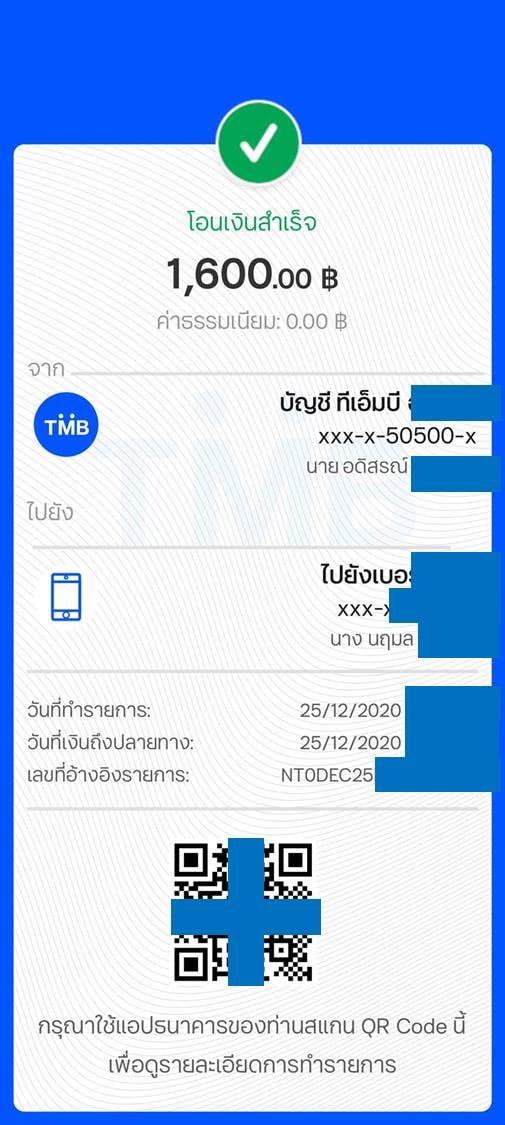 โอนเงินสำเร็จ
1,600.00 ฿
ค่าธรรมเนียม: 0.00 ฿
จาก
TMB
บัญชี ทีเอ็มบี
xxx-x-50500-x
นาย อดิสรณ์
ไปยัง
ไปยังเบอร์
xxx-x
นาง นฤมล
วันที่ทำรายการ: 25/12/2020
วันที่เงินถึงปลายทาง: 25/12/2020
เลขที่อ้างอิงรายการ: NT0DEC25
กรุณาใช้แอปธนาคารของท่านสแกน QR Code นี้
เพื่อดูรายละเอียดการทำรายการ